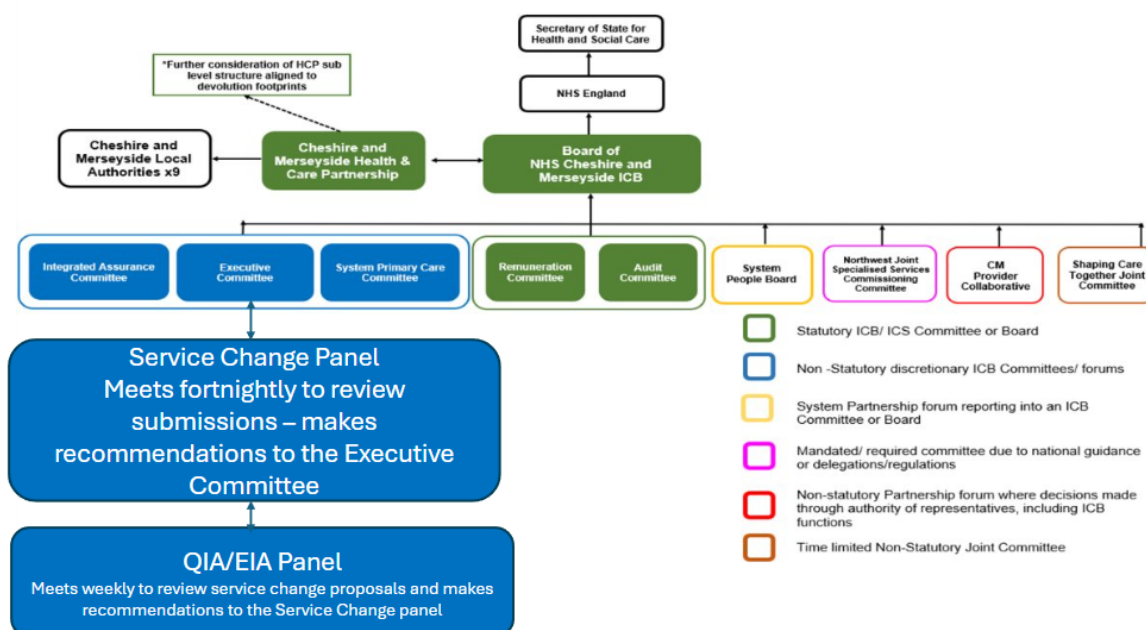 Secretary of State for
Health and Social Care
*Further consideration of HCP sub
level structure aligned to
devolution footprints
NHS England
Cheshire and
Merseyside Local
Authorities x9
Cheshire and
Merseyside Health &
Care Partnership
Board of
NHS Cheshire and
Merseyside ICB
Integrated Assurance
Committee
Executive
Committee
System Primary Care
Committee
Remuneration
Committee
Audit
Committee
System
People Board
Northwest Joint
Specialised Services
Commissioning
Committee
CM
Provider
Collaborative
Shaping Care
Together Joint
Committee
Service Change Panel
Meets fortnightly to review
submissions – makes
recommendations to the Executive
Committee
QIA/EIA Panel
Meets weekly to review service change proposals and makes
recommendations to the Service Change panel
Statutory ICB/ ICS Committee or Board
Non -Statutory discretionary ICB Committees/ forums
System Partnership forum reporting into an ICB
Committee or Board
Mandated/ required committee due to national guidance
or delegations/regulations
Non-statutory Partnership forum where decisions made
through authority of representatives, including ICB
functions
Time limited Non-Statutory Joint Committee